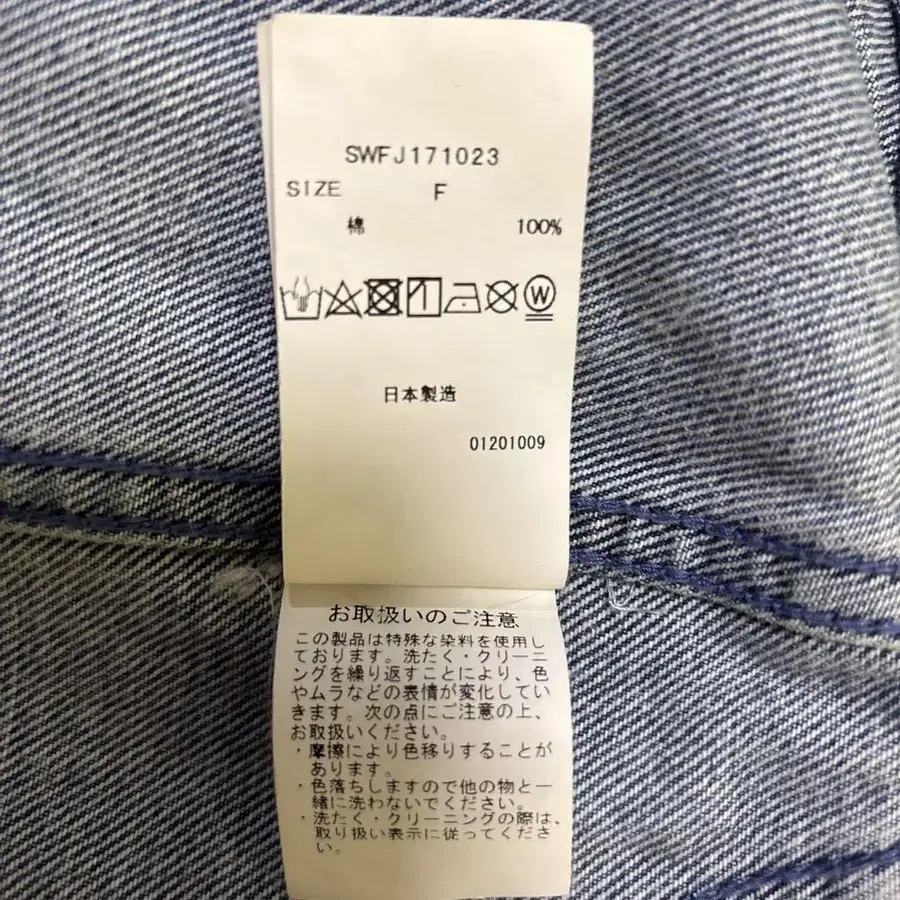 SWFJ171023
SIZE F
棉 100%
W
日本製造
01201009
お取扱いのご注意
この製品は特殊な染料を使用し
ております。洗たく・クリーニ
ングを繰り返すことにより、色
やムラなどの表情が変化してい
きます。次の点にご注意の上、
お取扱いください。
・摩擦により色移りすることが
あります。
・色落ちしますので他の物と一
緒に洗わないでください。
・洗たく・クリーニングの際は、
取り扱い表示に従ってくださ
い。